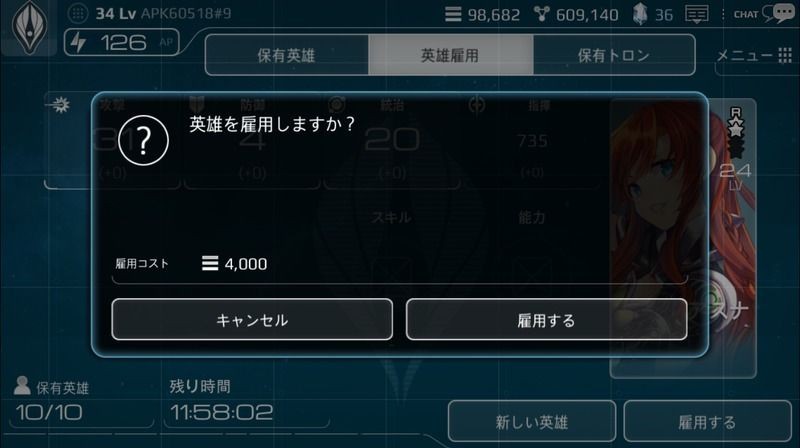 34 Lv APK60518#9
98,682
609,140
36
CHAT
126 AP
保有英雄
英雄雇用
保有トロン
メニュー
攻撃
防御
統治
指揮
31
4
20
735
(+0)
(+0)
(+0)
(+0)
R
24
LV
?
英雄を雇用しますか？
スキル
能力
雇用コスト
4,000
キャンセル
雇用する
スナ
保有英雄
10/10
残り時間
11:58:02
新しい英雄
雇用する